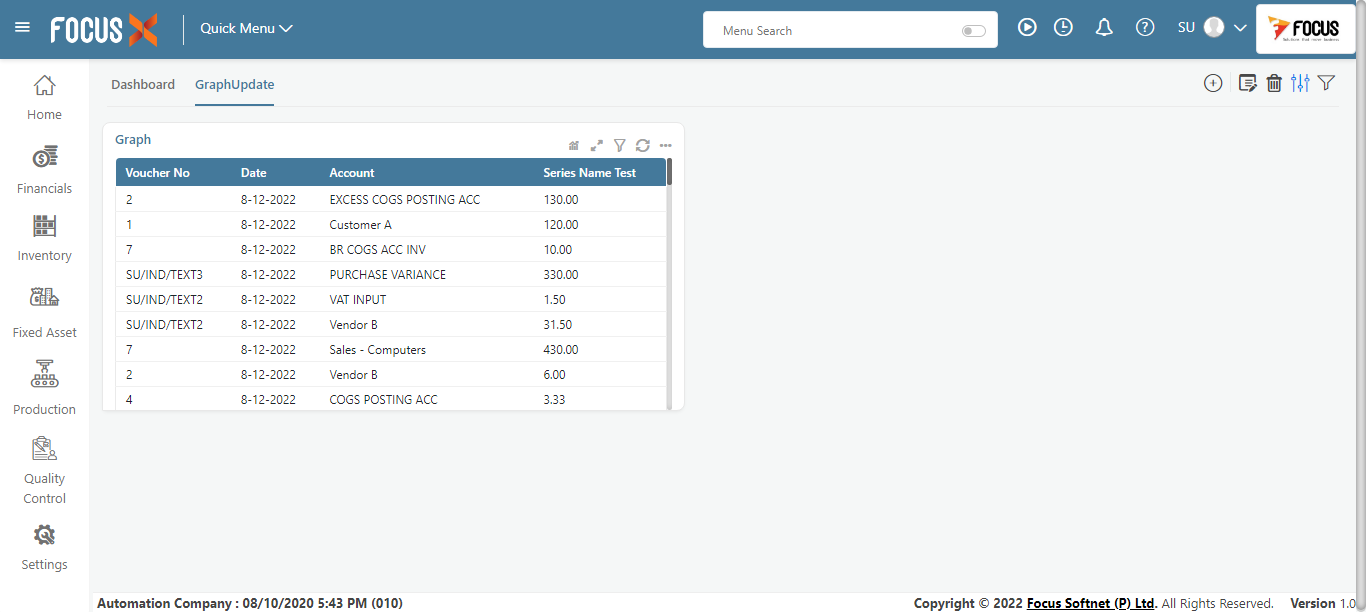 FOCUS X Quick Menu Menu Search SU FOCUS
Dashboard GraphUpdate
Home
Financials
Inventory
Fixed Asset
Production
Quality
Control
Settings
Graph
Voucher No Date Account Series Name Test
2 8-12-2022 EXCESS COGS POSTING ACC 130.00
1 8-12-2022 Customer A 120.00
7 8-12-2022 BR COGS ACC INV 10.00
SU/IND/TEXT3 8-12-2022 PURCHASE VARIANCE 330.00
SU/IND/TEXT2 8-12-2022 VAT INPUT 1.50
SU/IND/TEXT2 8-12-2022 Vendor B 31.50
7 8-12-2022 Sales - Computers 430.00
2 8-12-2022 Vendor B 6.00
4 8-12-2022 COGS POSTING ACC 3.33
Automation Company : 08/10/2020 5:43 PM (010) Copyright © 2022 Focus Softnet (P) Ltd. All Rights Reserved. Version 1.0